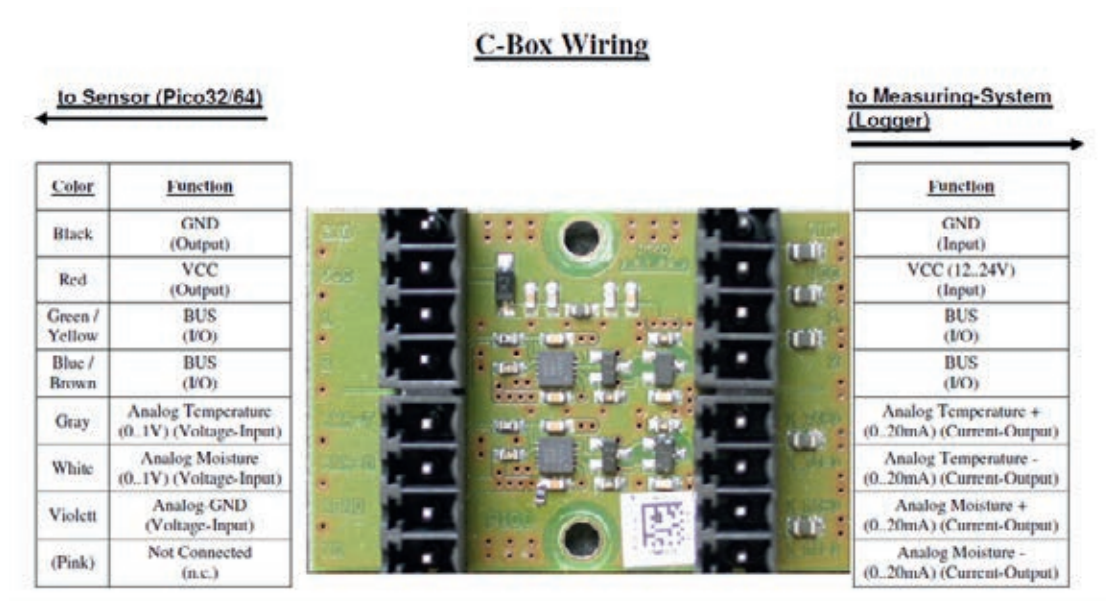 C-Box Wiring
to Sensor (Pico32/64)
to Measuring-System
(Logger)
Color Function
Black GND
(Output)
Red VCC
(Output)
Green / BUS
Yellow (I/O)
Blue / BUS
Brown (I/O)
Gray Analog Temperature
(0..1V) (Voltage-Input)
White Analog Moisture
(0..1V) (Voltage-Input)
Violett Analog-GND
(Voltage-Input)
(Pink) Not Connected
(n.c.)
Function
GND
(Input)
VCC (12..24V)
(Input)
BUS
(I/O)
BUS
(I/O)
Analog Temperature +
(0..20mA) (Current-Output)
Analog Temperature -
(0..20mA) (Current-Output)
Analog Moisture +
(0..20mA) (Current-Output)
Analog Moisture -
(0..20mA) (Current-Output)